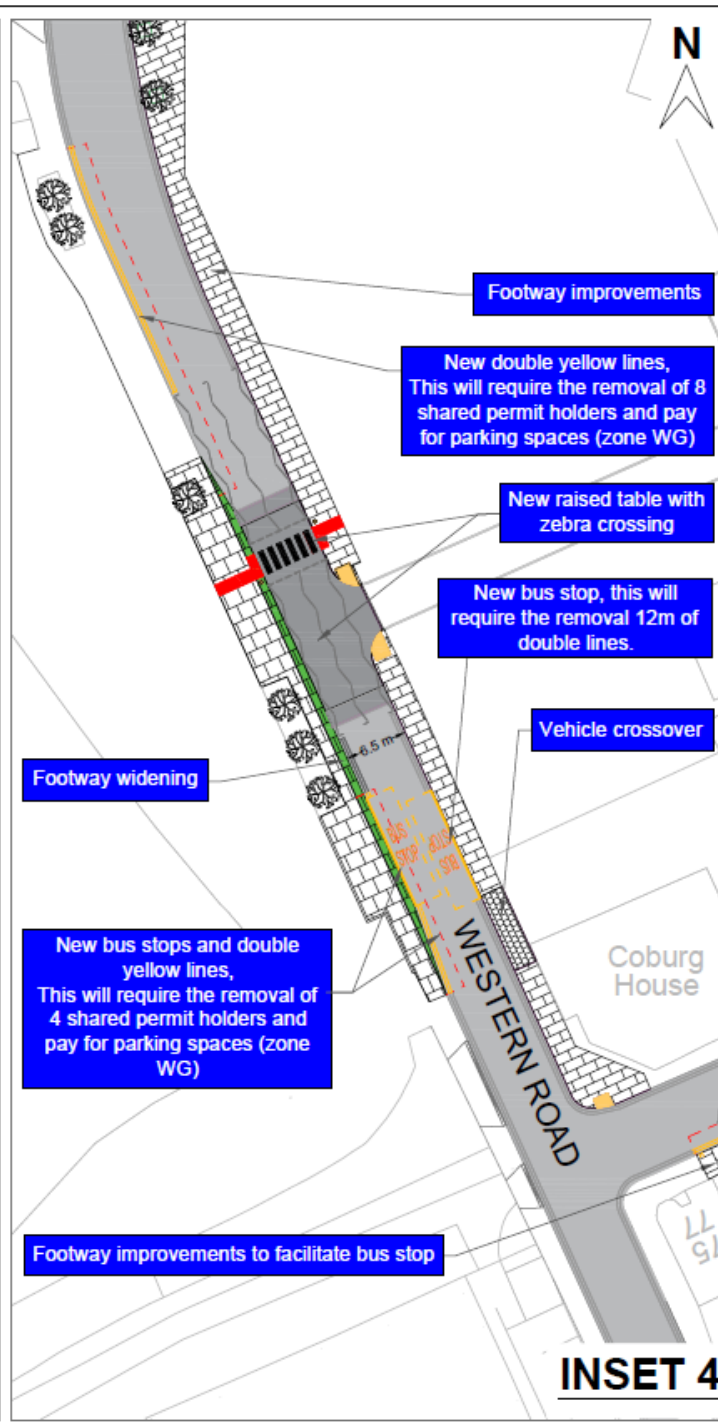 N
Footway improvements
New double yellow lines,
This will require the removal of 8
shared permit holders and pay
for parking spaces (zone WG)
New raised table with
zebra crossing
New bus stop, this will
require the removal 12m of
double lines.
Vehicle crossover
6.5 m
Footway widening
BUS
STOP
BUS
STOP
New bus stops and double
yellow lines,
This will require the removal of
4 shared permit holders and
pay for parking spaces (zone
WG)
Coburg
House
WESTERN ROAD
77
75
Footway improvements to facilitate bus stop
INSET 4